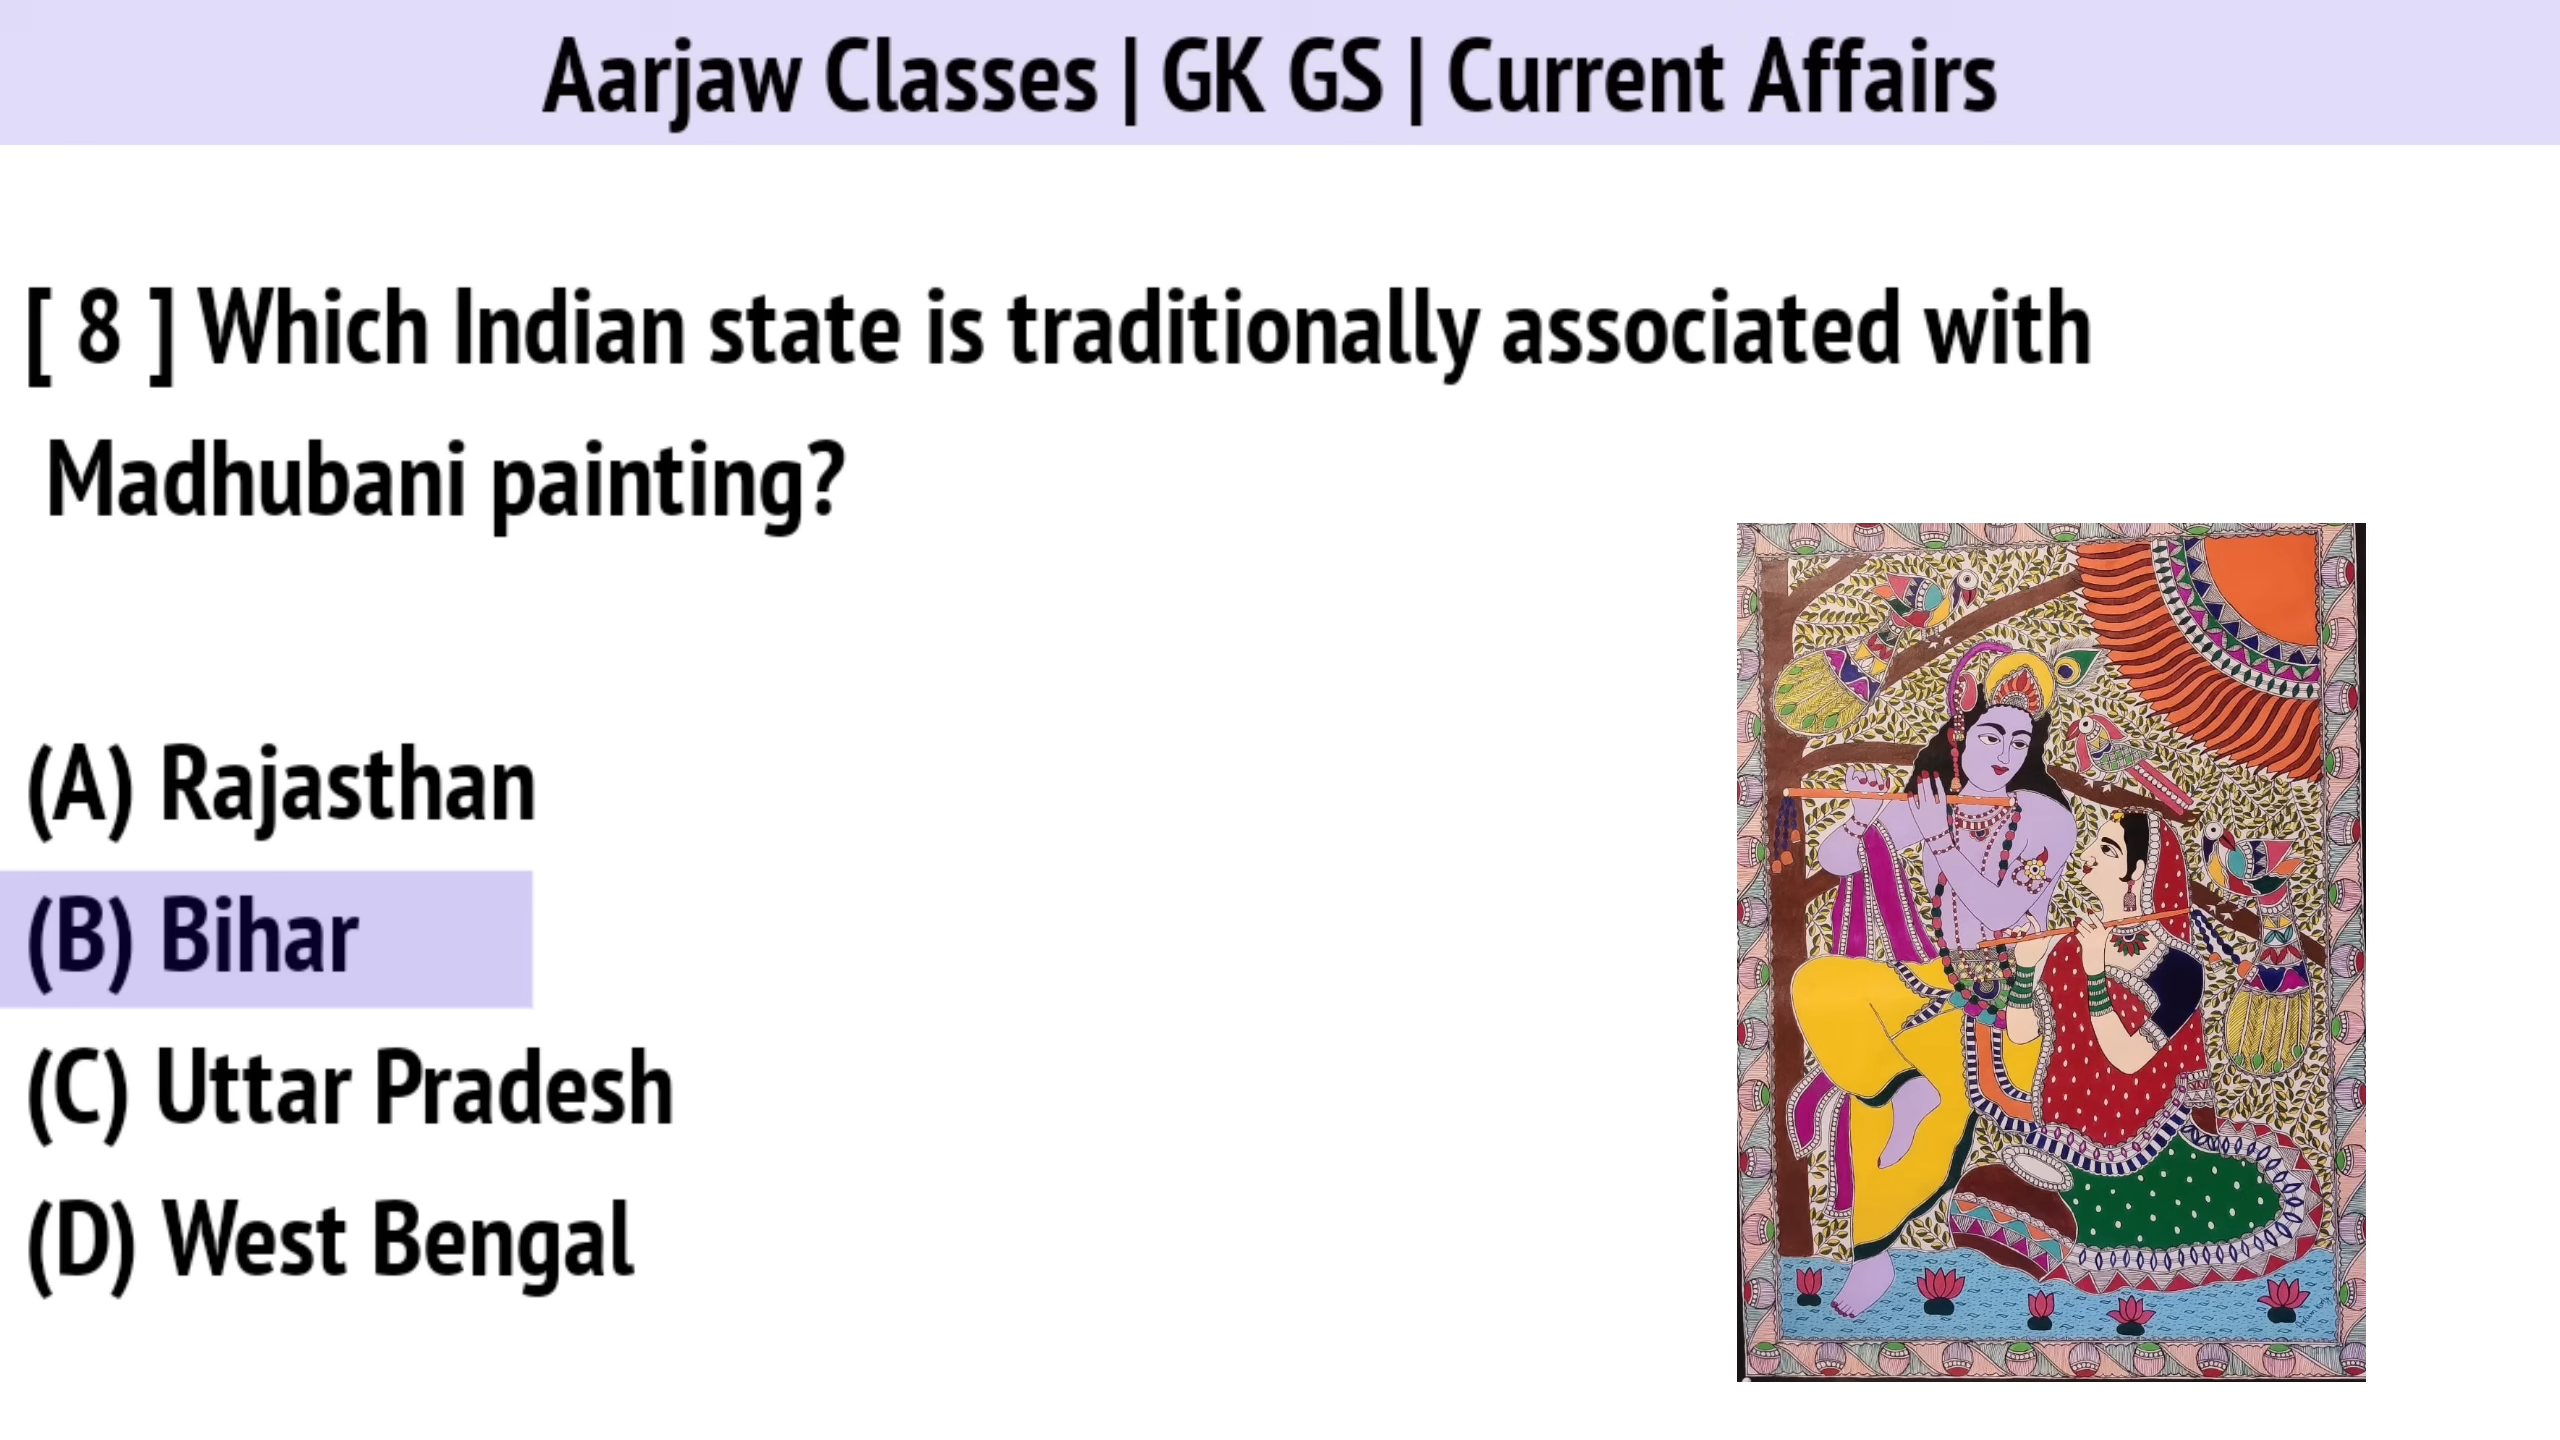 Aarjaw Classes | GK GS | Current Affairs
[ 8 ] Which Indian state is traditionally associated with
Madhubani painting?
(A) Rajasthan
(B) Bihar
(C) Uttar Pradesh
(D) West Bengal